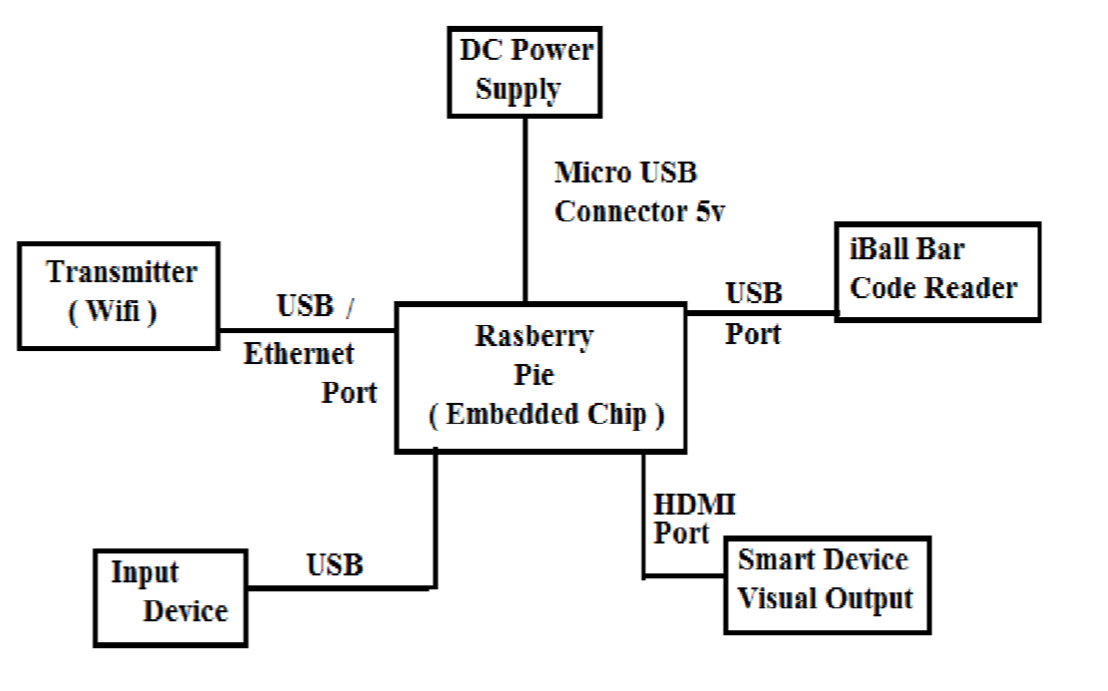 DC Power
Supply
Micro USB
Connector 5v
iBall Bar
Code Reader
Transmitter
( Wifi )
USB /
Ethernet
Port
USB
Port
Rasberry
Pie
( Embedded Chip )
HDMI
Port
Input
Device
USB
Smart Device
Visual Output